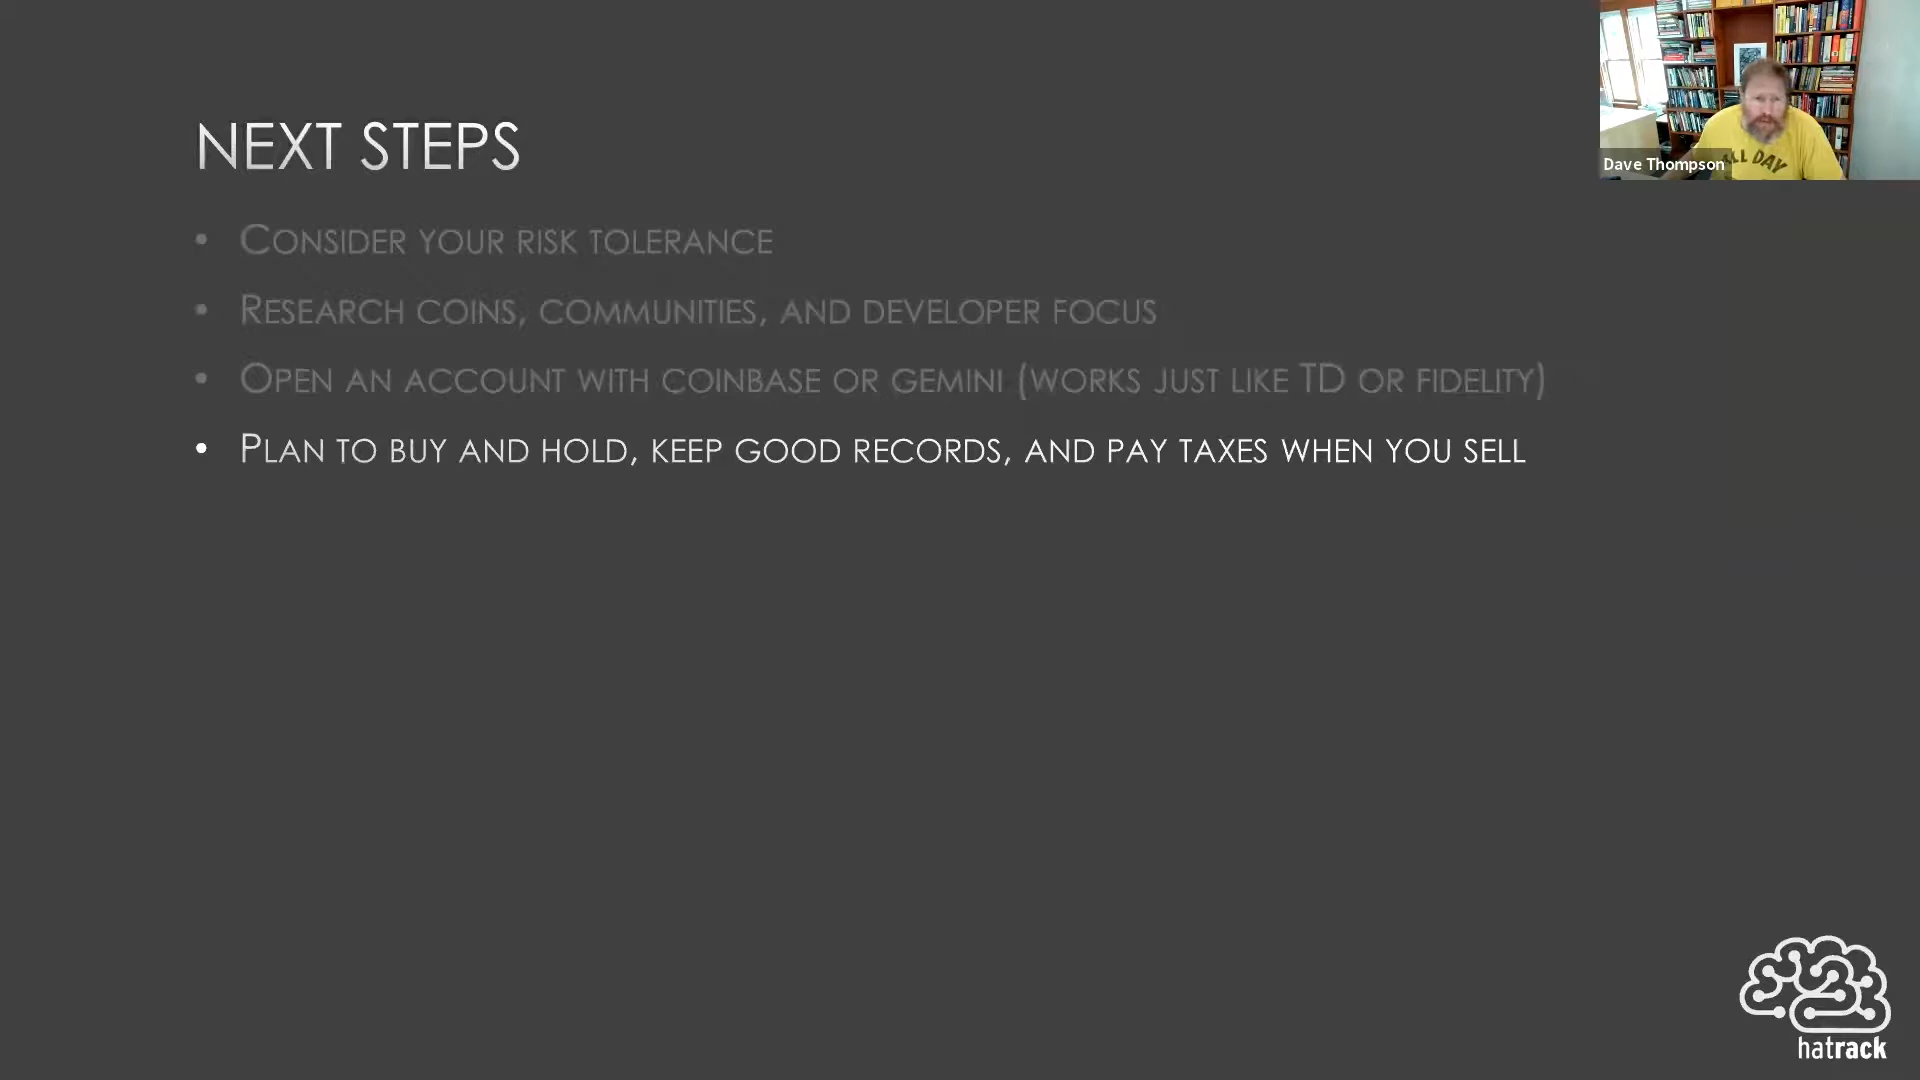 NEXT STEPS
• CONSIDER YOUR RISK TOLERANCE
• RESEARCH COINS, COMMUNITIES, AND DEVELOPER FOCUS
• OPEN AN ACCOUNT WITH COINBASE OR GEMINI (WORKS JUST LIKE TD OR FIDELITY)
• PLAN TO BUY AND HOLD, KEEP GOOD RECORDS, AND PAY TAXES WHEN YOU SELL
Dave Thompson
DAY
hatrack